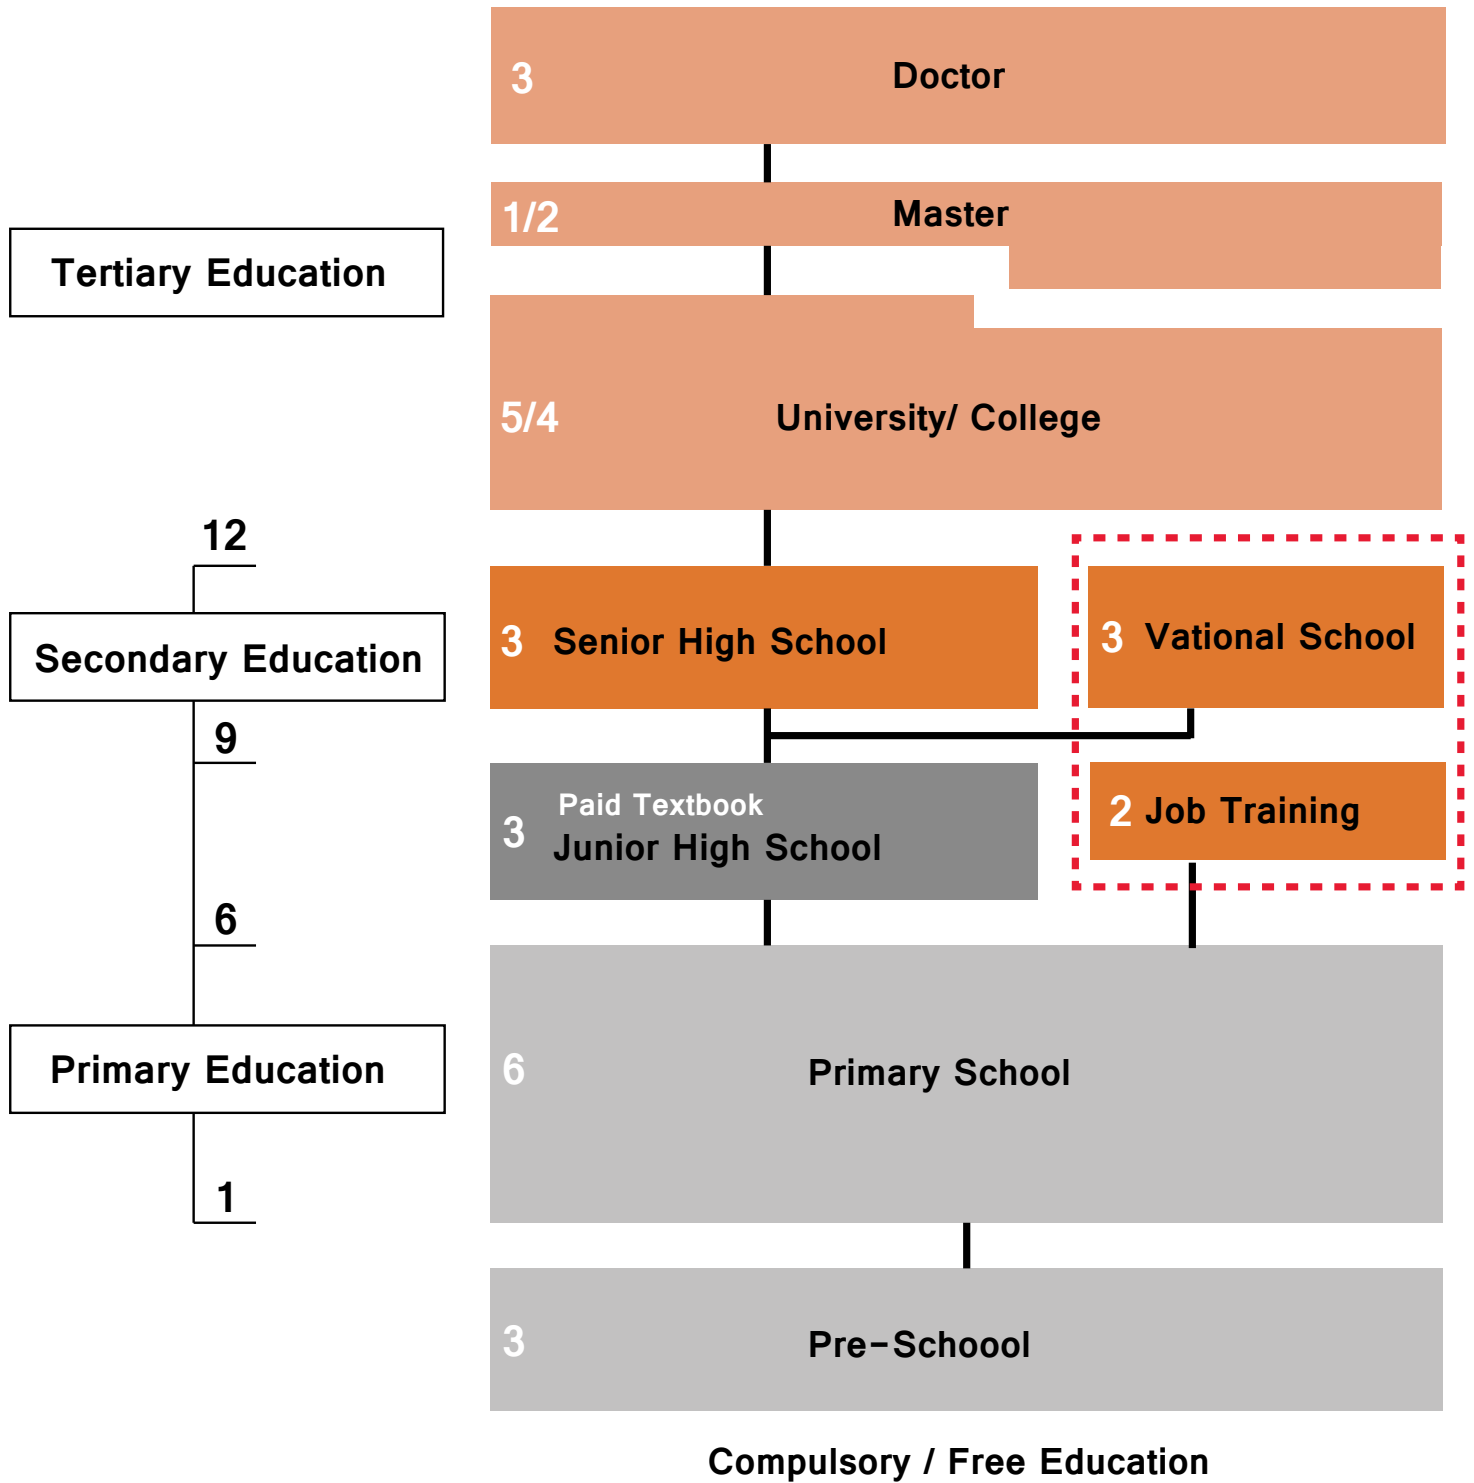 3 Doctor
1/2 Master
Tertiary Education
5/4 University/ College
12
Secondary Education
3 Senior High School
3 Vational School
9
Paid Textbook
3 Junior High School
2 Job Training
6
Primary Education
6 Primary School
1
3 Pre-Schoool
Compulsory / Free Education